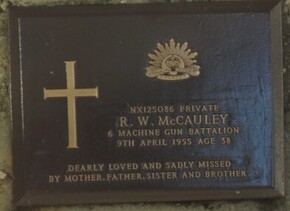 NX125086 PRIVATE
R. W. McCAULEY
6 MACHINE GUN BATTALION
9TH APRIL 1955 AGE 38
DEARLY LOVED AND SADLY MISSED
BY MOTHER, FATHER, SISTER AND BROTHER